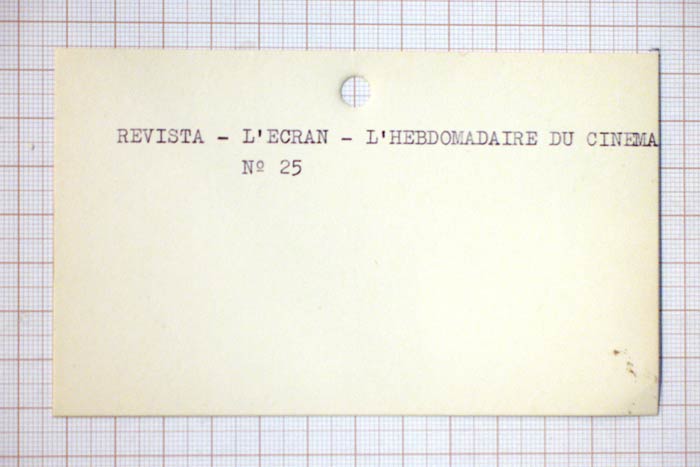 REVISTA - L'ECRAN - L'HEBDOMADAIRE DU CINEMA
Nº 25